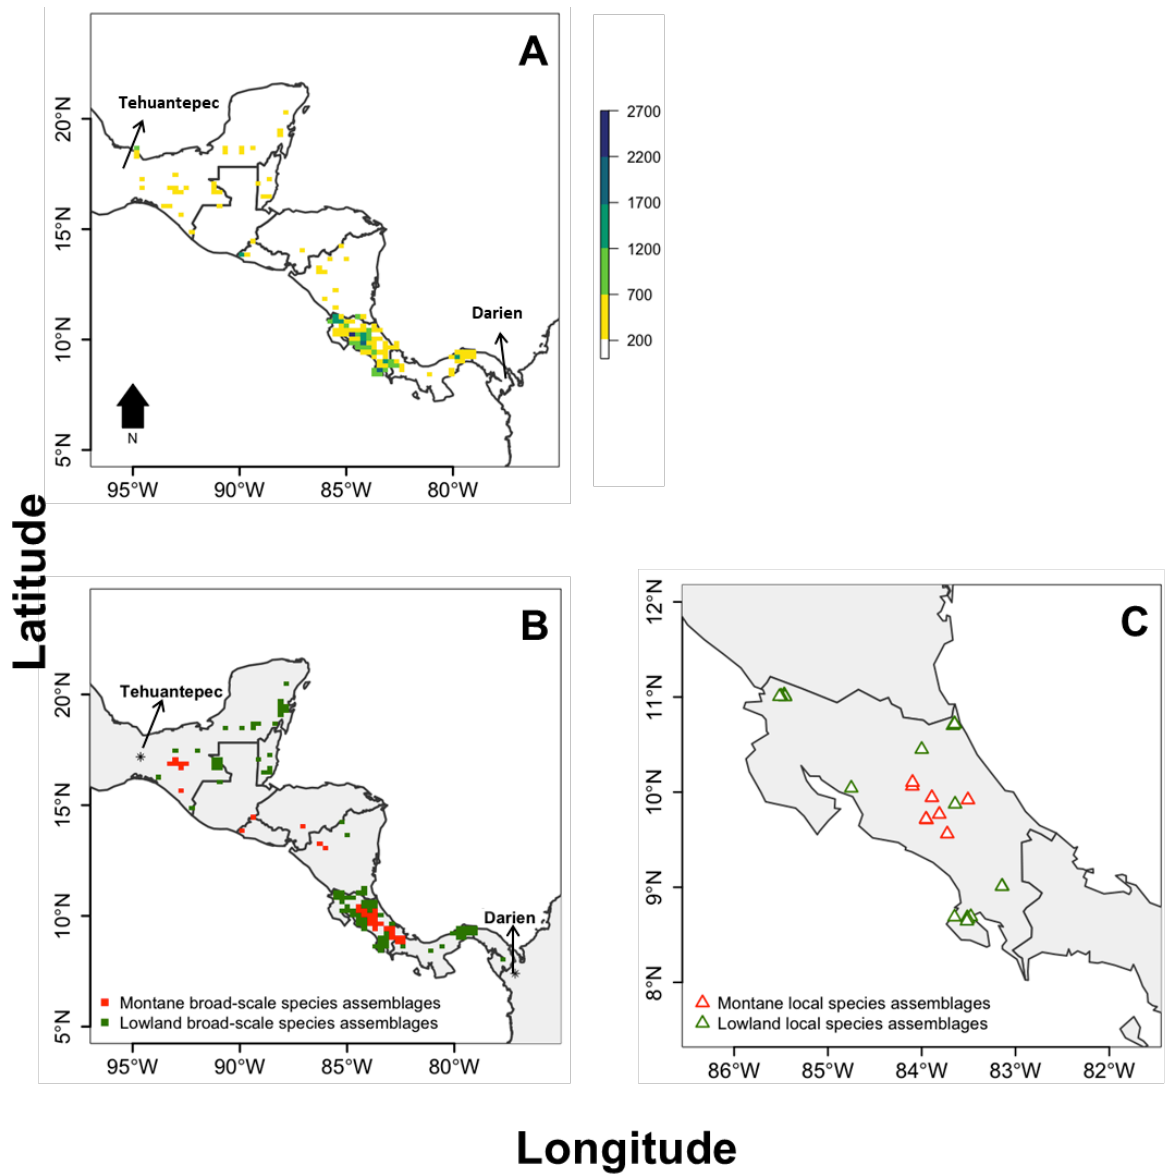 A
Tehuantepec
Darien
N
20°N
15°N
10°N
5°N
95°W
90°W
85°W
80°W
2700
2200
1700
1200
700
200
Latitude
B
Tehuantepec
Darien
Montane broad-scale species assemblages
Lowland broad-scale species assemblages
20°N
15°N
10°N
5°N
95°W
90°W
85°W
80°W
C
12°N
11°N
10°N
9°N
8°N
Montane local species assemblages
Lowland local species assemblages
86°W
85°W
84°W
83°W
82°W
Longitude